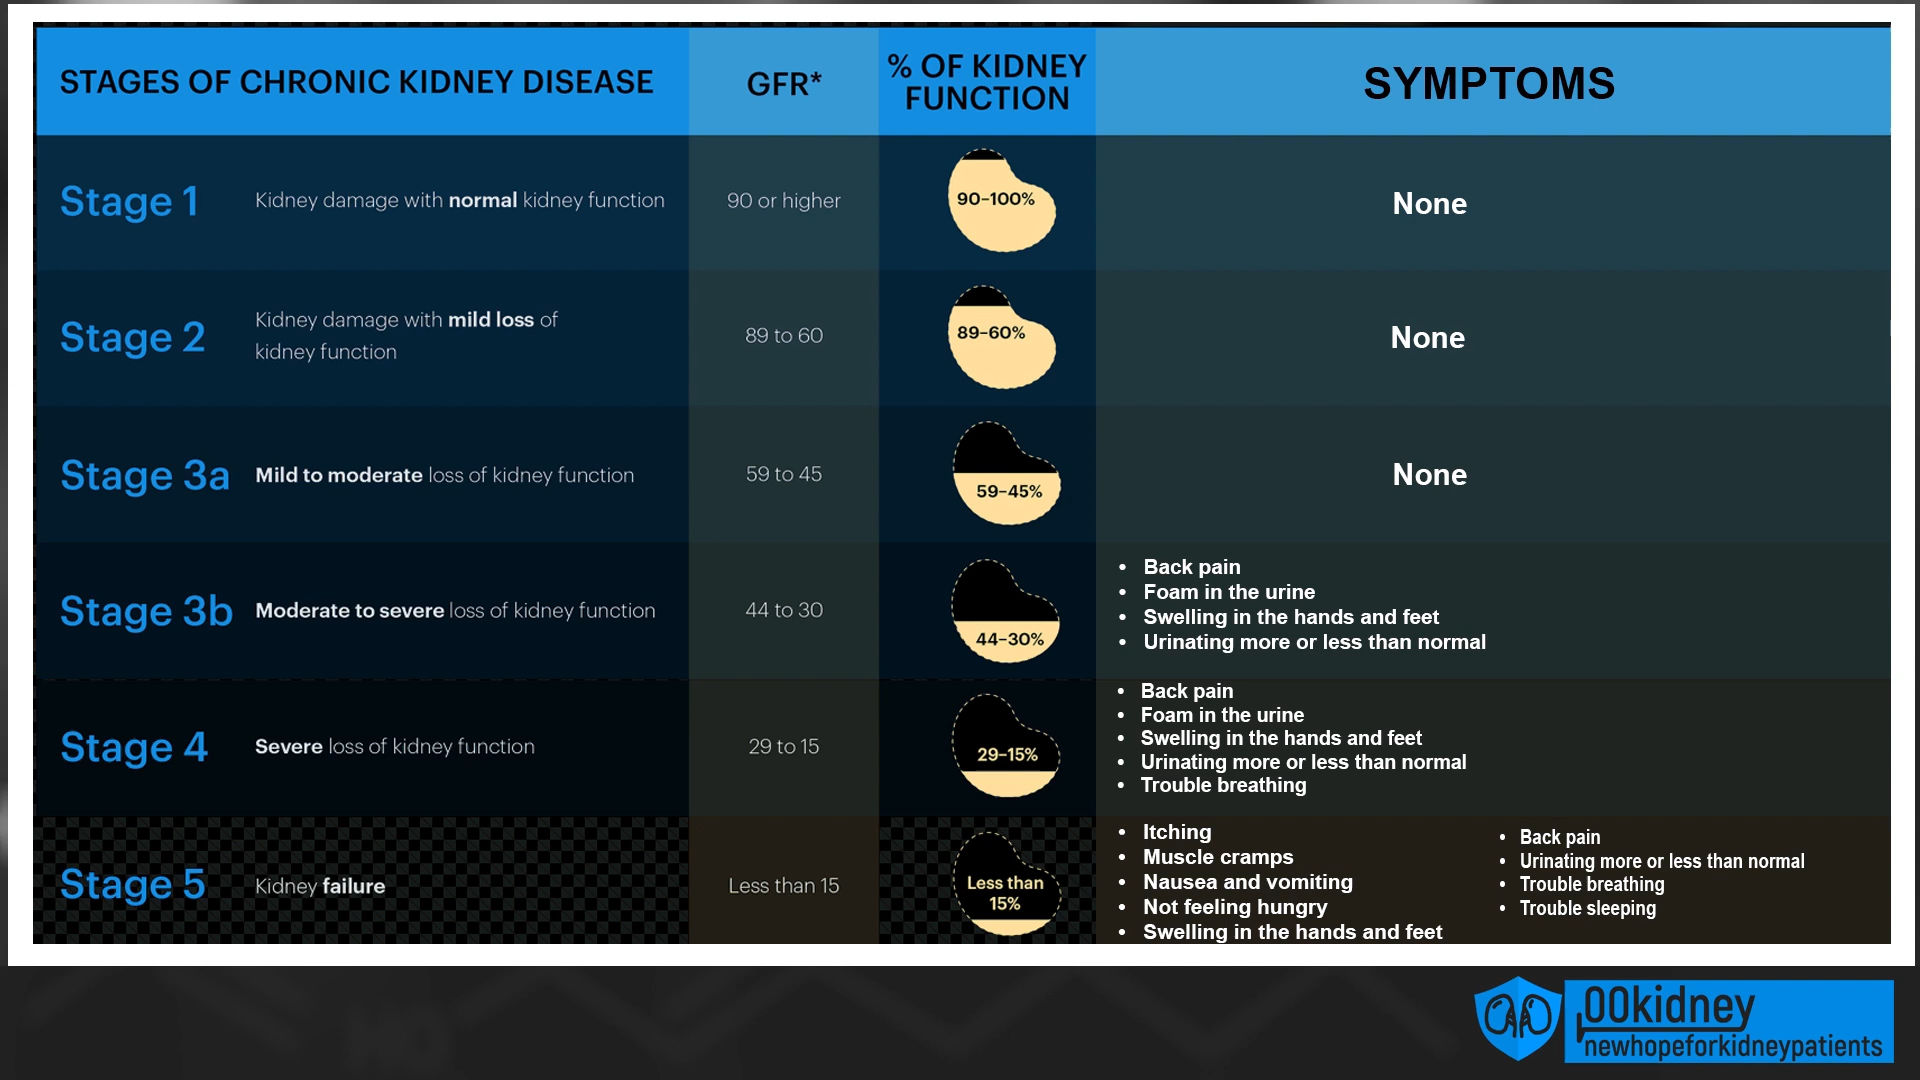 STAGES OF CHRONIC KIDNEY DISEASE
GFR*
% OF KIDNEY
FUNCTION
SYMPTOMS
Stage 1
Kidney damage with normal kidney function
90 or higher
90–100%
None
Stage 2
Kidney damage with mild loss of
kidney function
89 to 60
89–60%
None
Stage 3a
Mild to moderate loss of kidney function
59 to 45
59–45%
None
Stage 3b
Moderate to severe loss of kidney function
44 to 30
44–30%
• Back pain
• Foam in the urine
• Swelling in the hands and feet
• Urinating more or less than normal
Stage 4
Severe loss of kidney function
29 to 15
29–15%
• Back pain
• Foam in the urine
• Swelling in the hands and feet
• Urinating more or less than normal
• Trouble breathing
Stage 5
Kidney failure
Less than 15
Less than
15%
• Itching
• Muscle cramps
• Nausea and vomiting
• Not feeling hungry
• Swelling in the hands and feet
• Back pain
• Urinating more or less than normal
• Trouble breathing
• Trouble sleeping
HO
00kidney
newhopeforkidneypatients